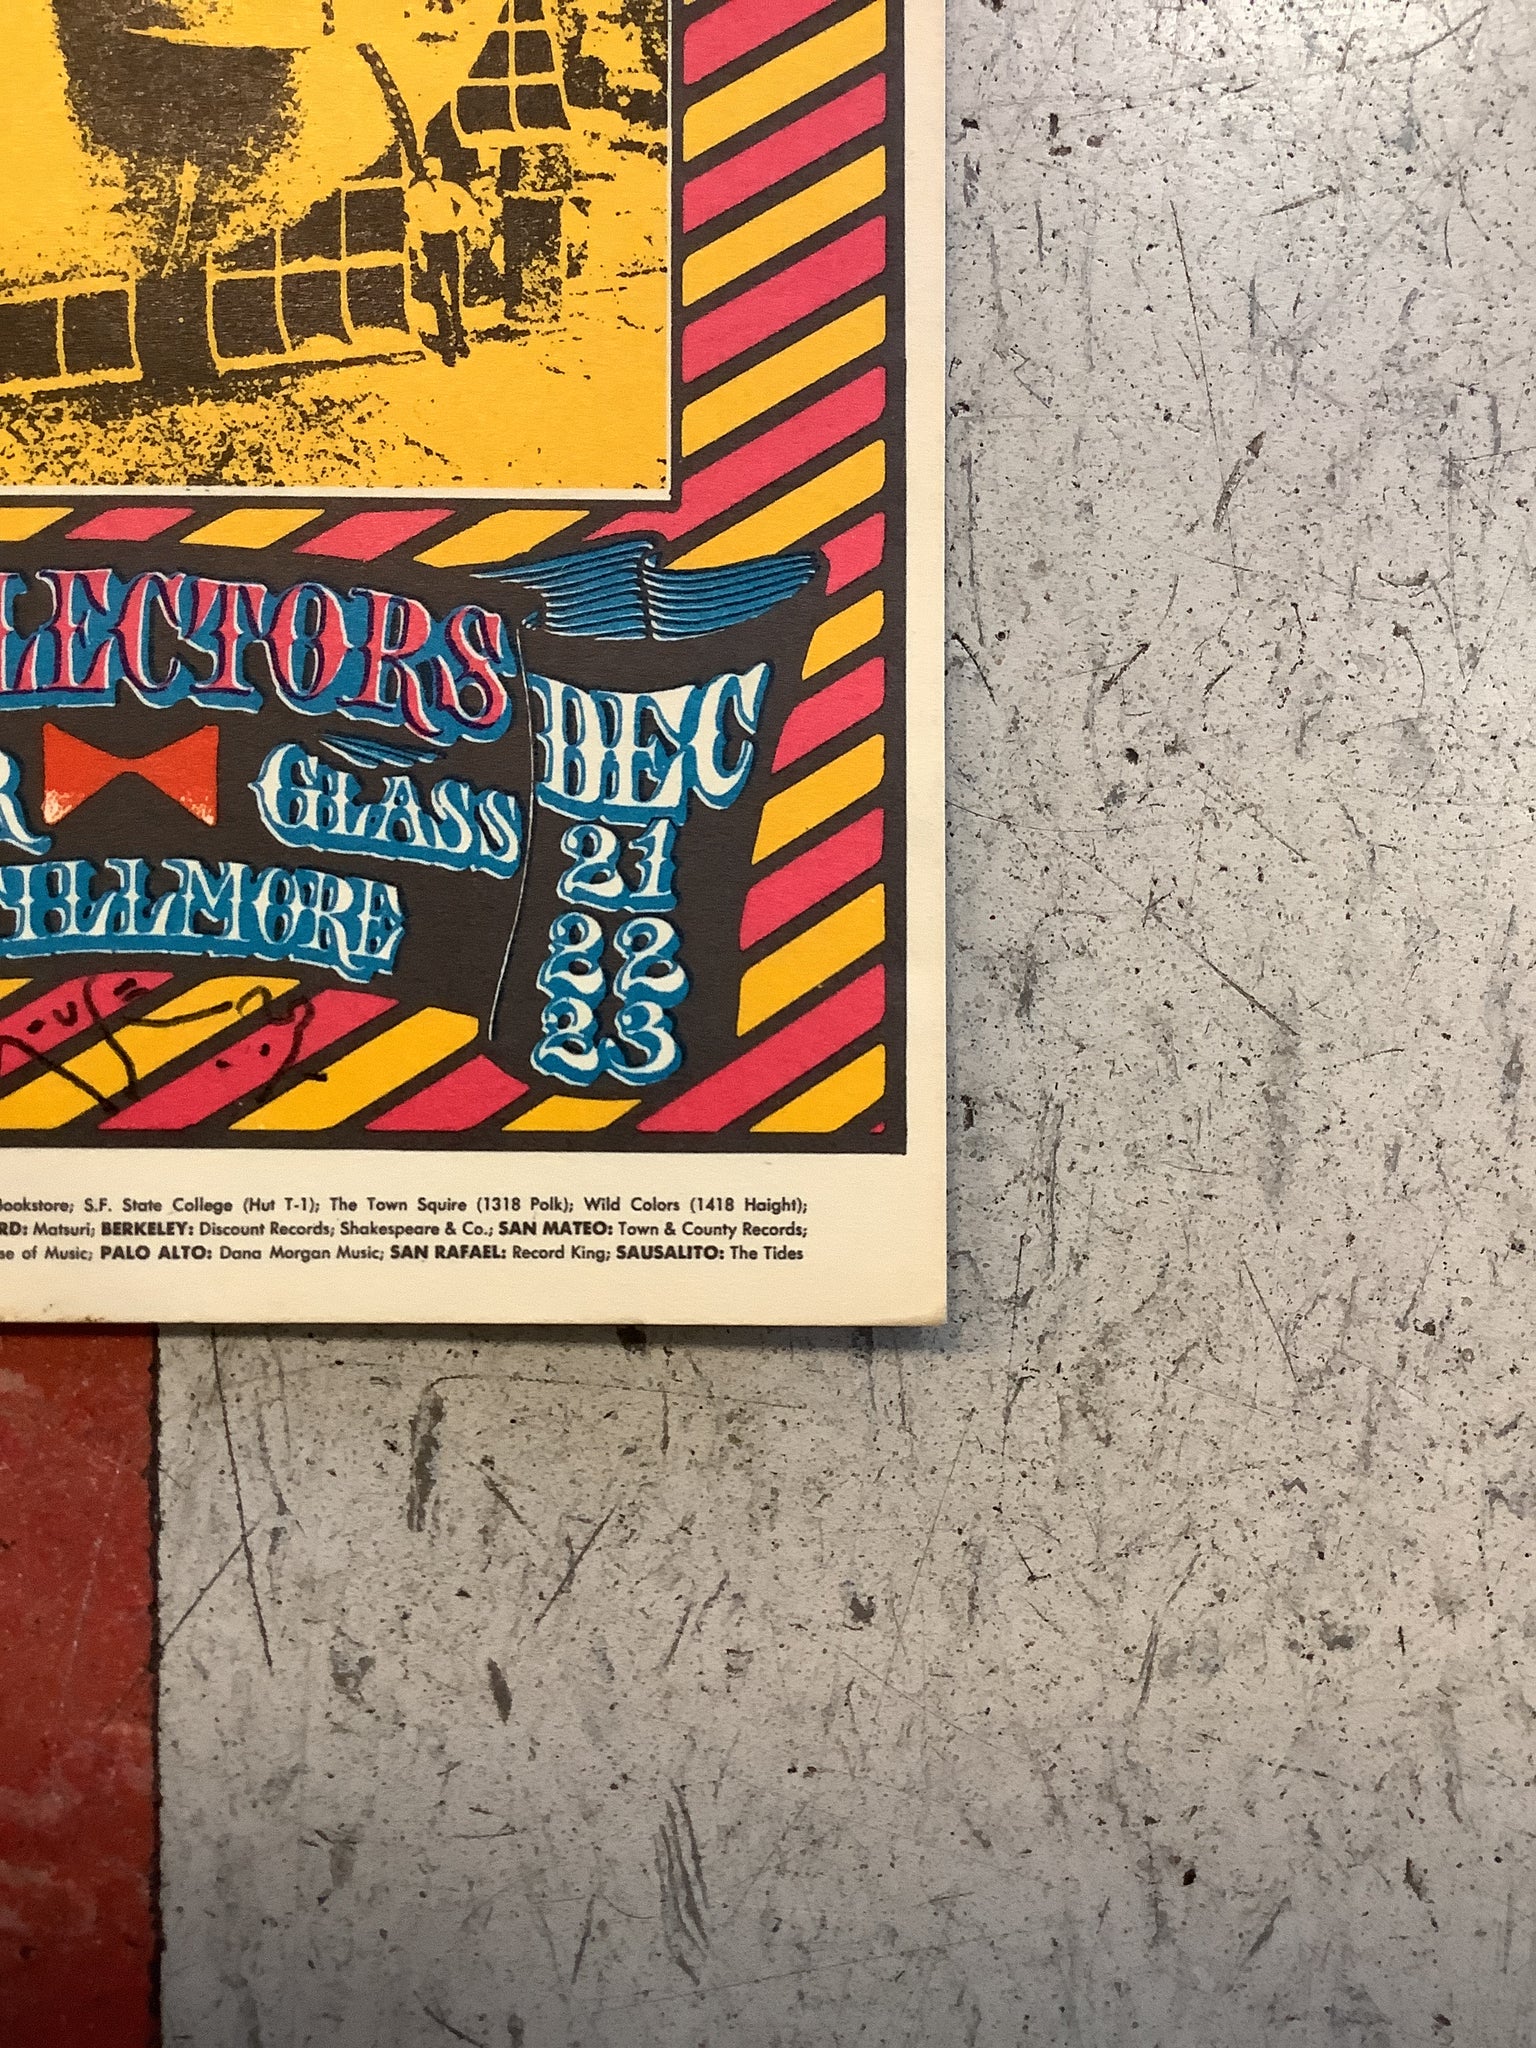 LECTORS
R GLASS
FILLMORE
DEC
21
22
23
Bookstore; S.F. State College (Hut T-1); The Town Squire (1318 Polk); Wild Colors (1418 Haight);
RD: Matsuri; BERKELEY: Discount Records; Shakespeare & Co.; SAN MATEO: Town & County Records;
se of Music; PALO ALTO: Dana Morgan Music; SAN RAFAEL: Record King; SAUSALITO: The Tides